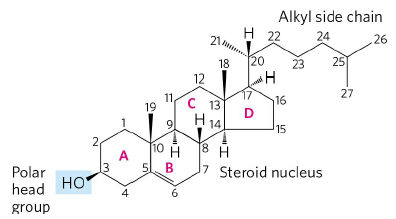 Alkyl side chain
H
21
22
24
26
18
20
23
25
H
12
17
27
19
11
C
13
16
1
9
H
14
D
15
2
10
8
H
H
A
B
Steroid nucleus
Polar
head
group
HO
3
5
7
4
6